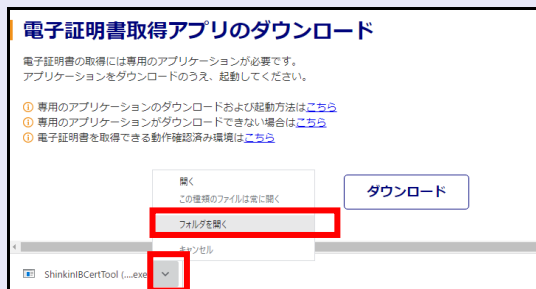 電子証明書取得アプリのダウンロード
電子証明書の取得には専用のアプリケーションが必要です。
アプリケーションをダウンロードのうえ、起動してください。
専用のアプリケーションのダウンロードおよび起動方法はこちら
専用のアプリケーションがダウンロードできない場合はこちら
電子証明書を取得できる動作確認済み環境はこちら
開く
この種類のファイルは常に開く
フォルダを開く
キャンセル
ダウンロード
ShinkinIBCertTool (....exe